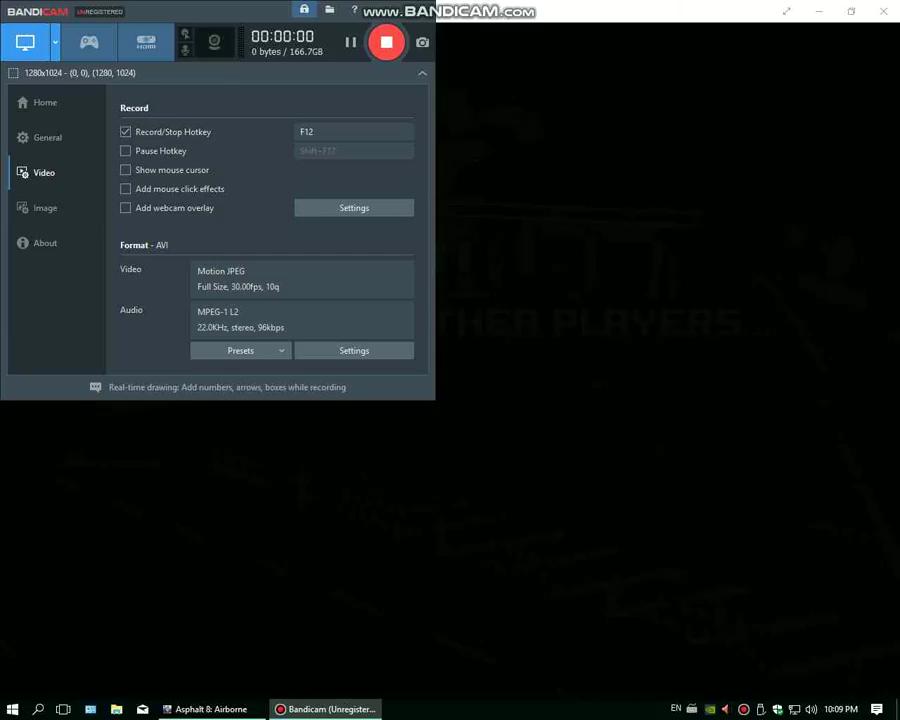 BANDICAM UNREGISTERED
www.BANDICAM.com
00:00:00
0 bytes / 166.7GB
HDMI
1280x1024 - (0, 0), (1280, 1024)
Home
General
Video
Image
About
Record
Record/Stop Hotkey F12
Pause Hotkey Shift+F12
Show mouse cursor
Add mouse click effects
Add webcam overlay Settings
Format - AVI
Video Motion JPEG
Full Size, 30.00fps, 10q
Audio MPEG-1 L2
22.0KHz, stereo, 96kbps
Presets Settings
Real-time drawing: Add numbers, arrows, boxes while recording
PLAYERS...
Asphalt 8: Airborne
Bandicam (Unregister...
EN
10:09 PM